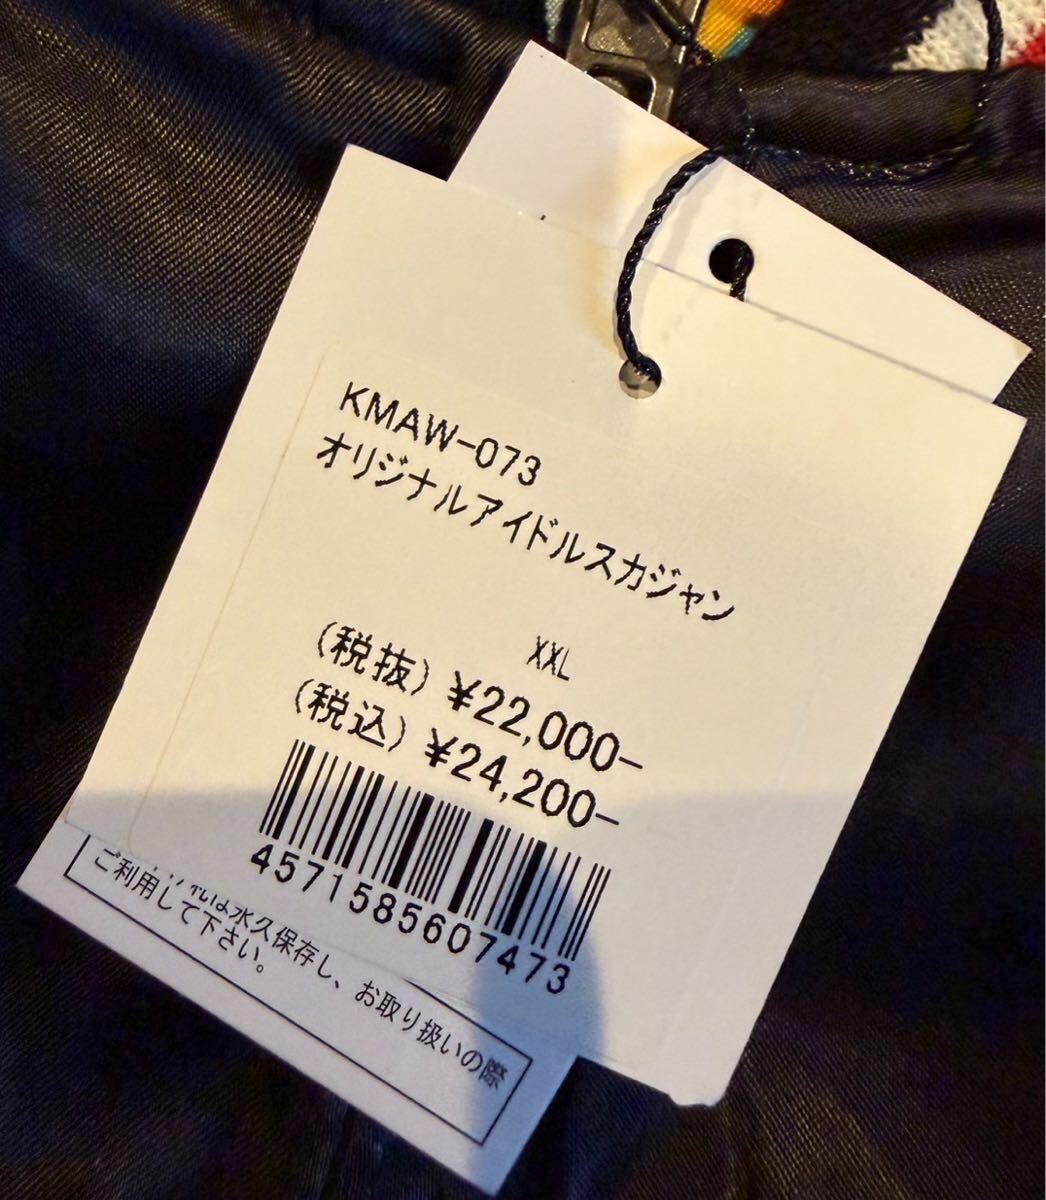 KMAW-073
オリジナルアイドルスカジャン
XXL
(税抜) ¥22,000-
(税込) ¥24,200-
4571585607473
は永久保存し、お取り扱いの際
ご利用して下さい。